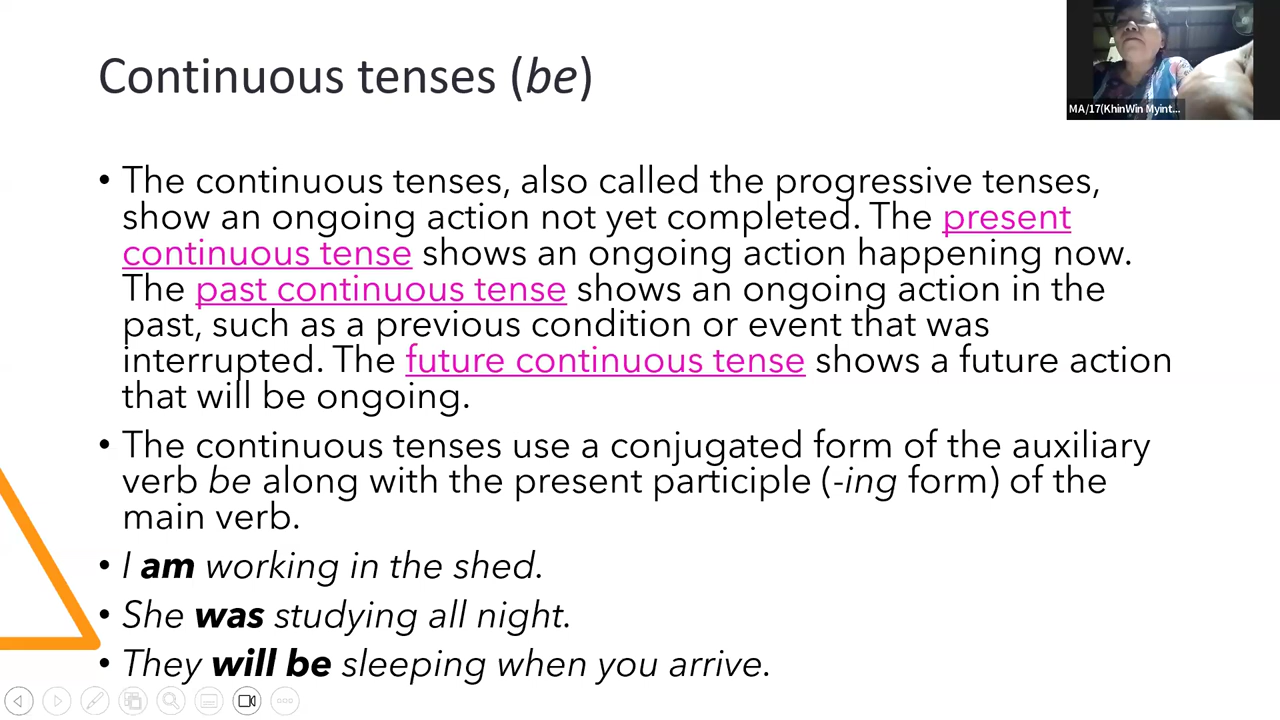 Continuous tenses (be)
MA/17(KhinWin Myint...
• The continuous tenses, also called the progressive tenses,
show an ongoing action not yet completed. The present
continuous tense shows an ongoing action happening now.
The past continuous tense shows an ongoing action in the
past, such as a previous condition or event that was
interrupted. The future continuous tense shows a future action
that will be ongoing.
• The continuous tenses use a conjugated form of the auxiliary
verb be along with the present participle (-ing form) of the
main verb.
• I am working in the shed.
• She was studying all night.
• They will be sleeping when you arrive.